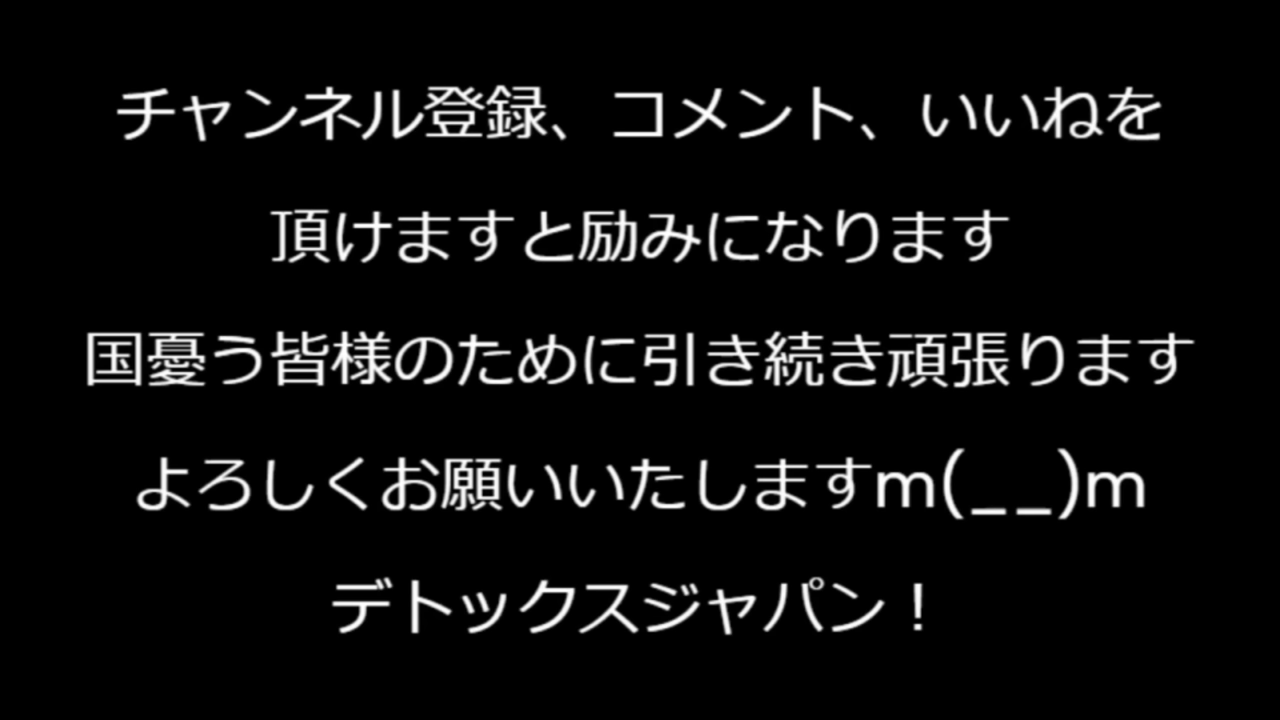 チャンネル登録、コメント、いいねを
頂けますと励みになります
国憂う皆様のために引き続き頑張ります
よろしくお願いいたしますm(__)m
デトックスジャパン！